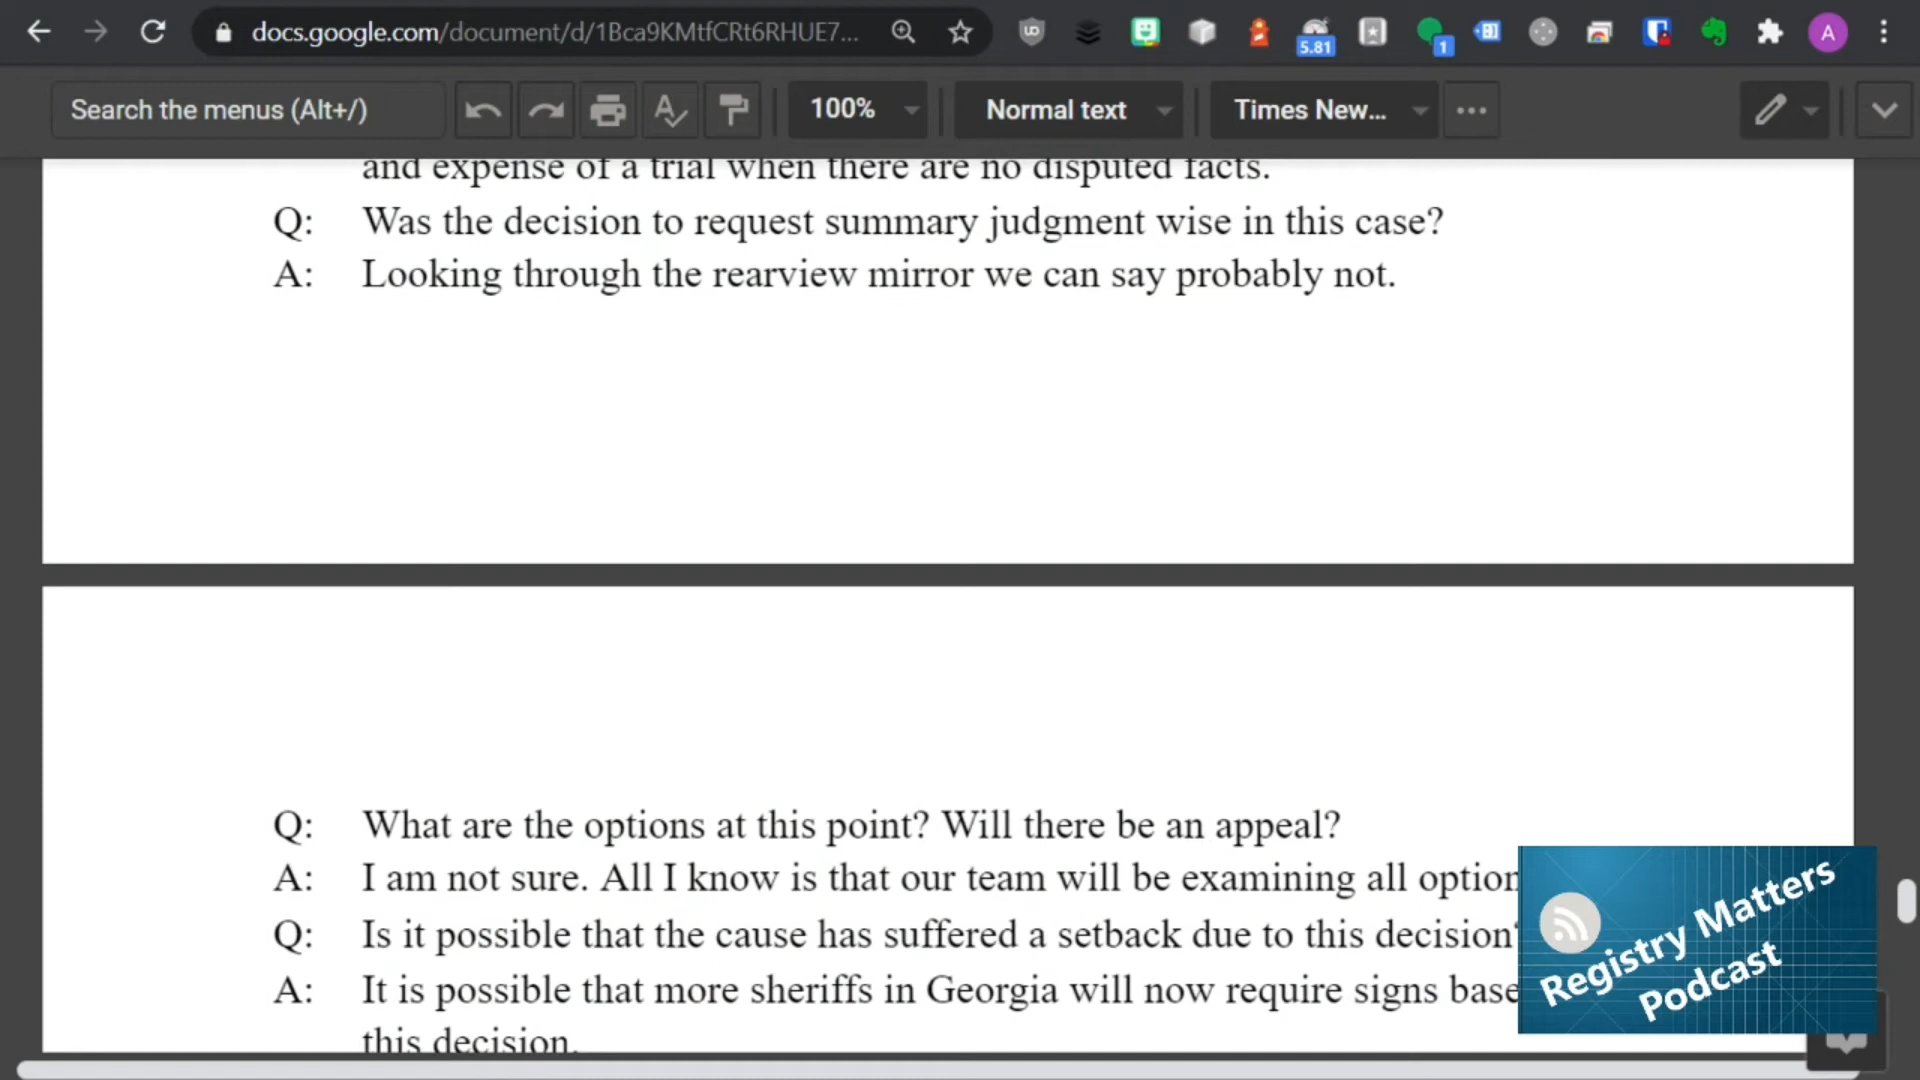 docs.google.com/document/d/1Bca9KMtfCRt6RHUE7...
5.81
1
A
Search the menus (Alt+/)
100%
Normal text
Times New...
and expense of a trial when there are no disputed facts.
Q: Was the decision to request summary judgment wise in this case?
A: Looking through the rearview mirror we can say probably not.
Q: What are the options at this point? Will there be an appeal?
A: I am not sure. All I know is that our team will be examining all option
Q: Is it possible that the cause has suffered a setback due to this decision
A: It is possible that more sheriffs in Georgia will now require signs base
this decision.
Registry Matters
Podcast